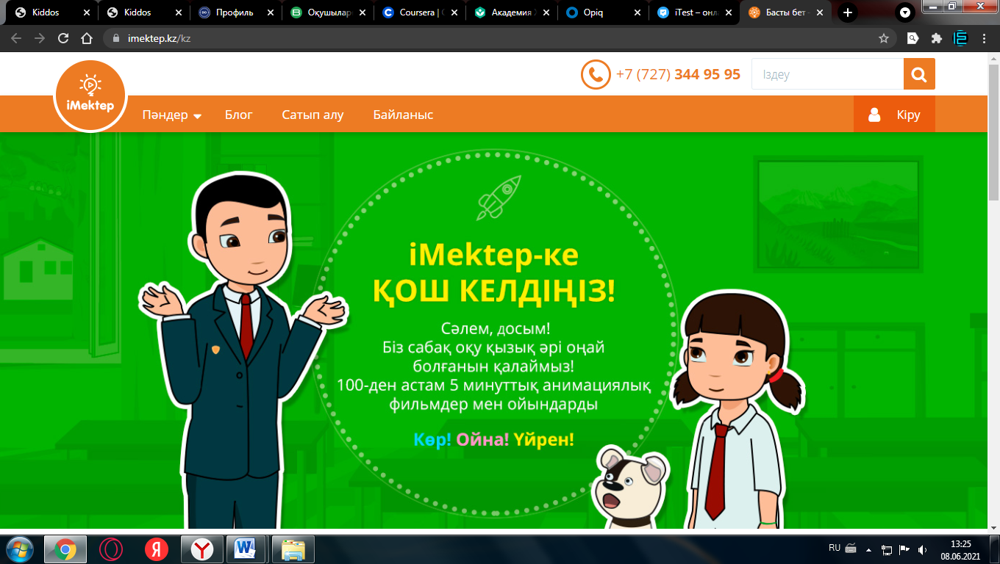 Kiddos
Kiddos
Профиль
Оқушылар
Coursera |
Академия
Opiq
iTest – онла
Басты бет -
imektep.kz/kz
+7 (727) 344 95 95
Іздеу
iMektep
Пәндер
Блог
Сатып алу
Байланыс
Кіру
iMektep-ке
ҚОШ КЕЛДІҢІЗ!
Сәлем, досым!
Біз сабақ оқу қызық әрі оңай
болғанын қалаймыз!
100-ден астам 5 минуттық анимациялық
фильмдер мен ойындарды
Көр! Ойна! Үйрен!
RU
13:25
08.06.2021